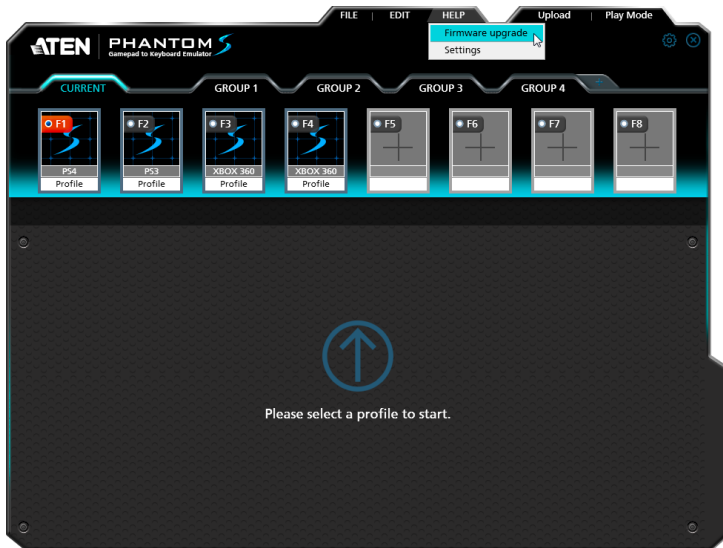 FILE | EDIT HELP Upload | Play Mode
Firmware upgrade
Settings
ATEN PHANTOM S
Gamepad to Keyboard Emulator
CURRENT GROUP 1 GROUP 2 GROUP 3 GROUP 4
F1 F2 F3 F4 F5 F6 F7 F8
PS4 PS3 XBOX 360 XBOX 360
Profile Profile Profile Profile
Please select a profile to start.